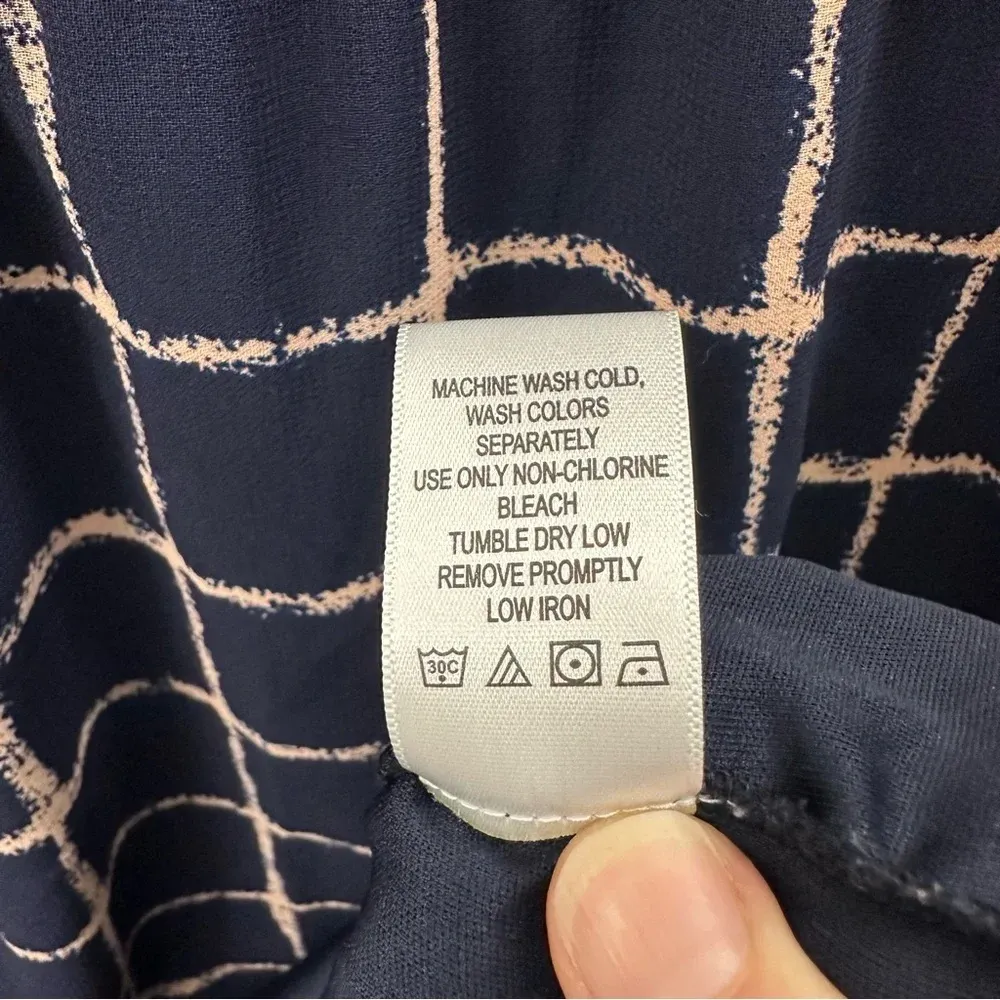 MACHINE WASH COLD,
WASH COLORS
SEPARATELY
USE ONLY NON-CHLORINE
BLEACH
TUMBLE DRY LOW
REMOVE PROMPTLY
LOW IRON
30C